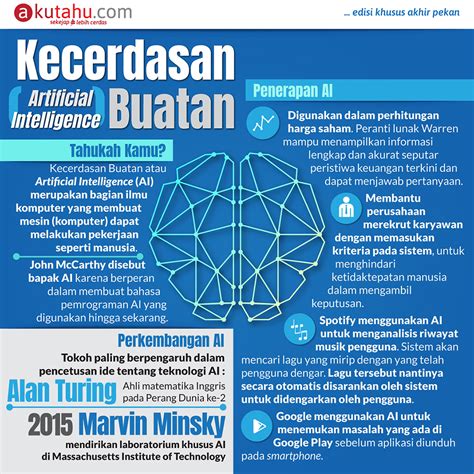 akutahu.com
sekejap lebih cerdas
... edisi khusus akhir pekan
Kecerdasan
Artificial
Intelligence
Buatan
Tahukah Kamu?
Kecerdasan Buatan atau
Artificial Intelligence (AI)
merupakan bagian ilmu
komputer yang membuat
mesin (komputer) dapat
melakukan pekerjaan
seperti manusia.
John McCarthy disebut
bapak AI karena berperan
dalam membuat bahasa
pemrograman AI yang
digunakan hingga sekarang.
Perkembangan AI
Tokoh paling berpengaruh dalam
pencetusan ide tentang teknologi AI :
Alan Turing
Ahli matematika Inggris
pada Perang Dunia ke-2
2015 Marvin Minsky
mendirikan laboratorium khusus AI
di Massachusetts Institute of Technology
Penerapan AI
Digunakan dalam perhitungan
harga saham. Peranti lunak Warren
mampu menampilkan informasi
lengkap dan akurat seputar
peristiwa keuangan terkini dan
dapat menjawab pertanyaan.
Membantu
perusahaan
merekrut karyawan
dengan memasukan
kriteria pada sistem, untuk
menghindari
ketidaktepatan manusia
dalam mengambil
keputusan.
Spotify menggunakan AI
untuk menganalisis riwayat
musik pengguna. Sistem akan
mencari lagu yang mirip dengan yang telah
pengguna dengar. Lagu tersebut nantinya
secara otomatis disarankan oleh sistem
untuk didengarkan oleh pengguna.
Google menggunakan AI untuk
menemukan masalah yang ada di
Google Play sebelum aplikasi diunduh
pada smartphone.